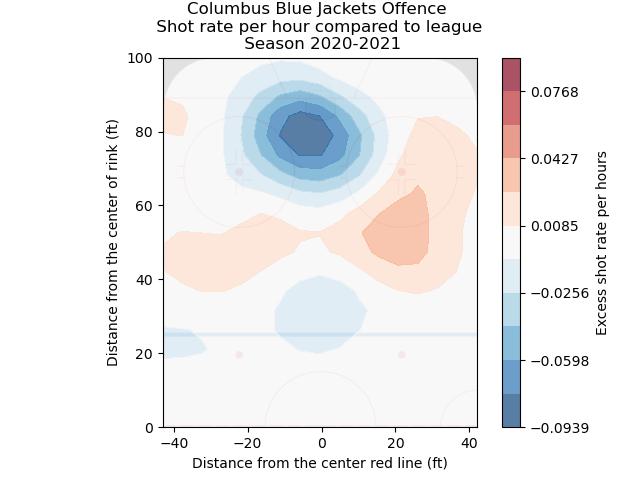 Columbus Blue Jackets Offence
Shot rate per hour compared to league
Season 2020-2021
100
80
60
40
20
0
Distance from the center of rink (ft)
−40
−20
0
20
40
Distance from the center red line (ft)
0.0768
0.0427
0.0085
−0.0256
−0.0598
−0.0939
Excess shot rate per hours